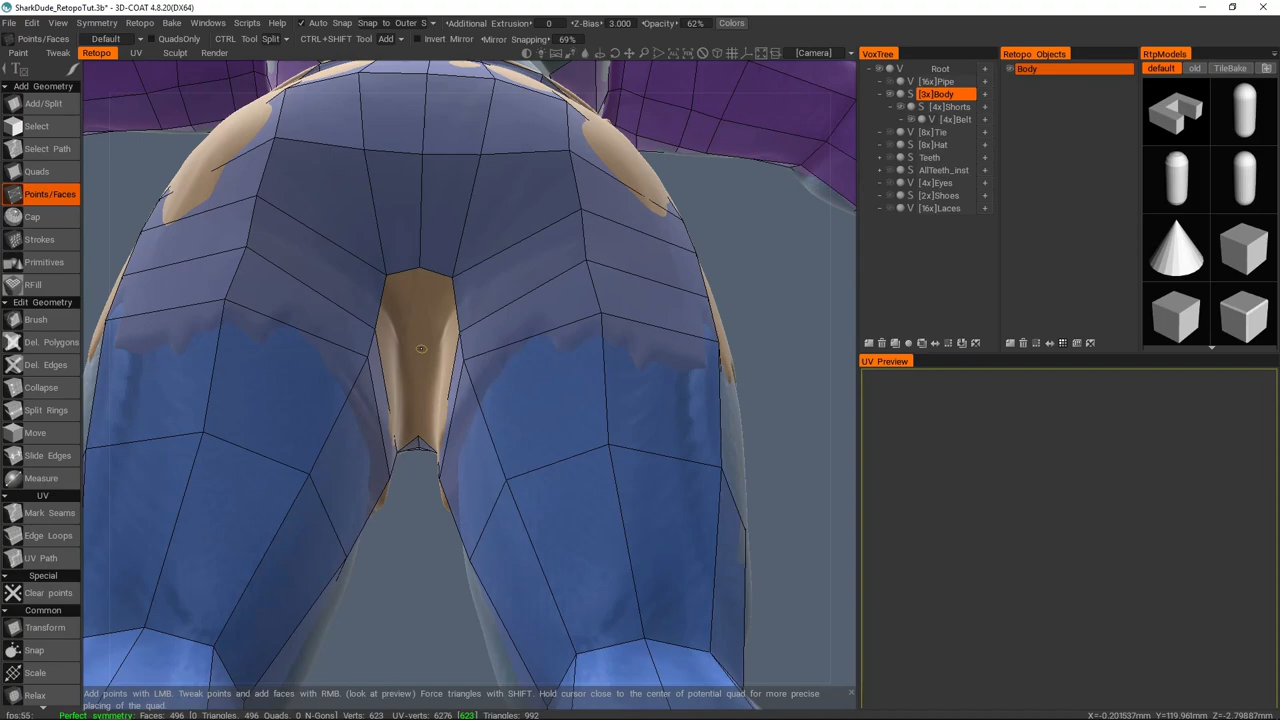 SharkDude_RetopoTut.3b* - 3D-COAT 4.8.20(DX64)
File Edit View Symmetry Retopo Bake Windows Scripts Help Auto Snap Snap to Outer S Additional Extrusion 0 Z-Bias 3.000 Opacity 62% Colors
Points/Faces Default QuadsOnly CTRL Tool Split CTRL+SHIFT Tool Add Invert Mirror Mirror Snapping 69%
Paint Tweak Retopo UV Sculpt Render [Camera]
Add Geometry
Add/Split
Select
Select Path
Quads
Points/Faces
Cap
Strokes
Primitives
RFill
Edit Geometry
Brush
Del. Polygons
Del. Edges
Collapse
Split Rings
Move
Slide Edges
Measure
UV
Mark Seams
Edge Loops
UV Path
Special
Clear points
Common
Transform
Snap
Scale
Relax
VoxTree
Root
V [16x]Pipe
S [3x]Body
S [4x]Shorts
V [4x]Belt
V [8x]Tie
S [8x]Hat
S Teeth
S AllTeeth_inst
V [4x]Eyes
S [2x]Shoes
V [16x]Laces
Retopo Objects
Body
RtpModels
default old TileBake
UV Preview
Add points with LMB. Tweak points and add faces with RMB. (look at preview) Force triangles with SHIFT. Hold cursor close to the center of potential quad for more precise
placing of the quad.
fps:55; Perfect symmetry; Faces: 496 [0 Triangles, 496 Quads, 0 N-Gons] Verts: 623 UV-verts: 6276 [623] Triangles: 992 X=-0.201537mm Y=119.961mm Z=-2.79887mm